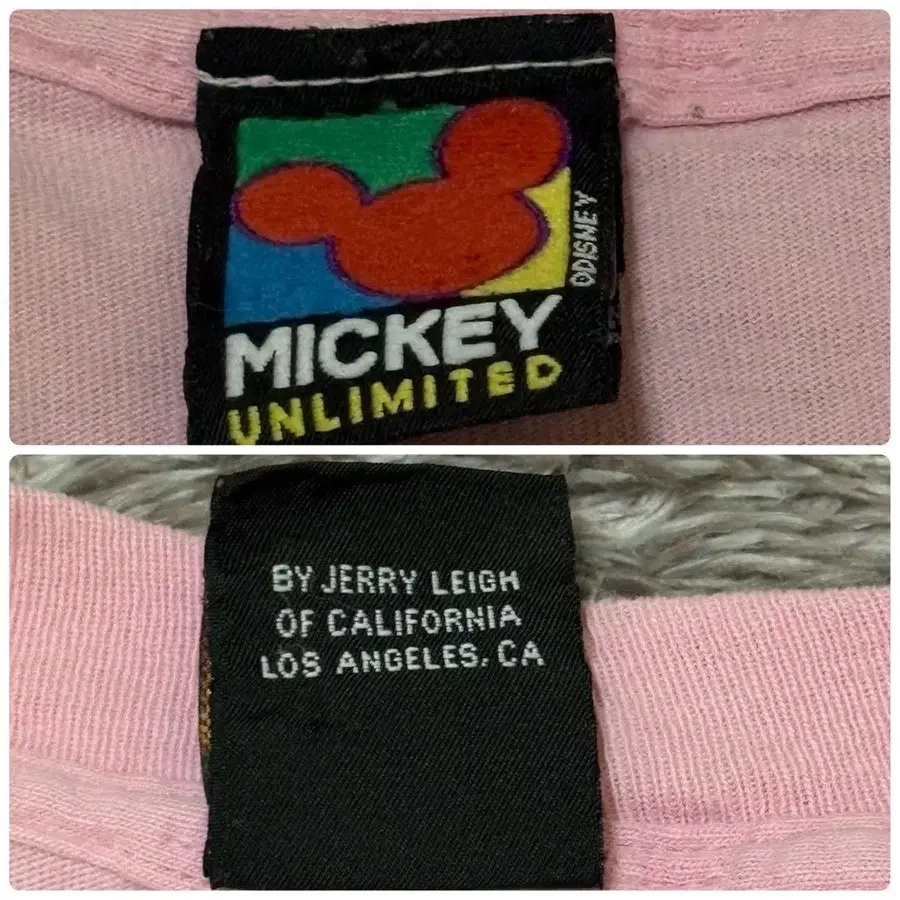 ©DISNEY
MICKEY
UNLIMITED
BY JERRY LEIGH
OF CALIFORNIA
LOS ANGELES, CA